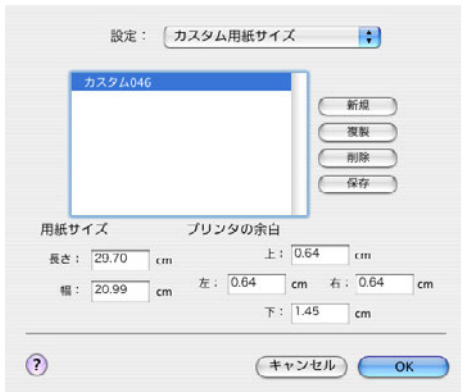 設定： カスタム用紙サイズ
カスタム046
新規
複製
削除
保存
用紙サイズ プリンタの余白
長さ： 29.70 cm 上： 0.64 cm
幅： 20.99 cm 左： 0.64 cm 右： 0.64 cm
下： 1.45 cm
? キャンセル OK